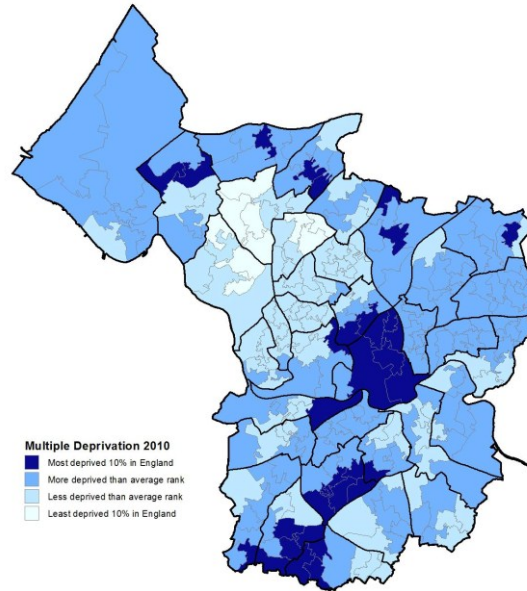 Multiple Deprivation 2010
Most deprived 10% in England
More deprived than average rank
Less deprived than average rank
Least deprived 10% in England